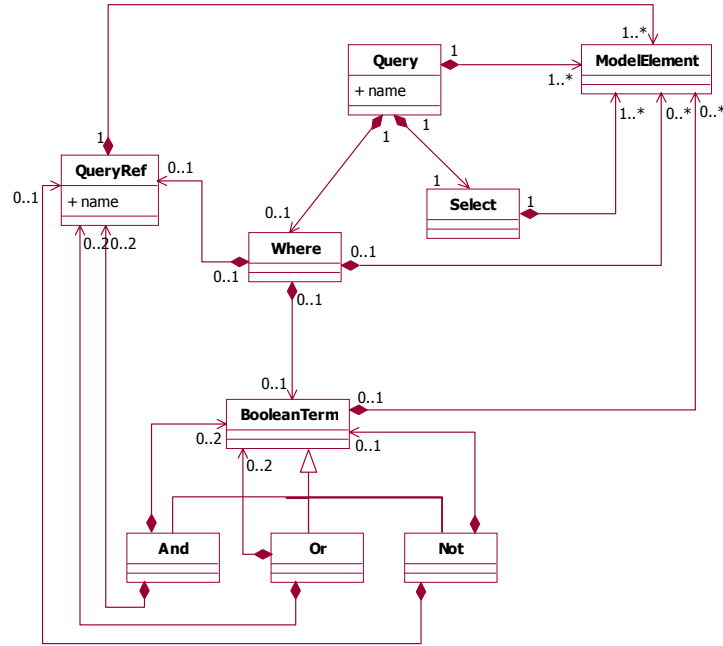 1..*
Query
1
ModelElement
+ name
1..*
1..*
0..*
0..*
1
1
1
QueryRef
0..1
0..1
+ name
1
Select
1
0..1
0..2
0..2
Where
0..1
0..1
0..1
0..1
BooleanTerm
0..1
0..2
0..1
0..2
And
Or
Not